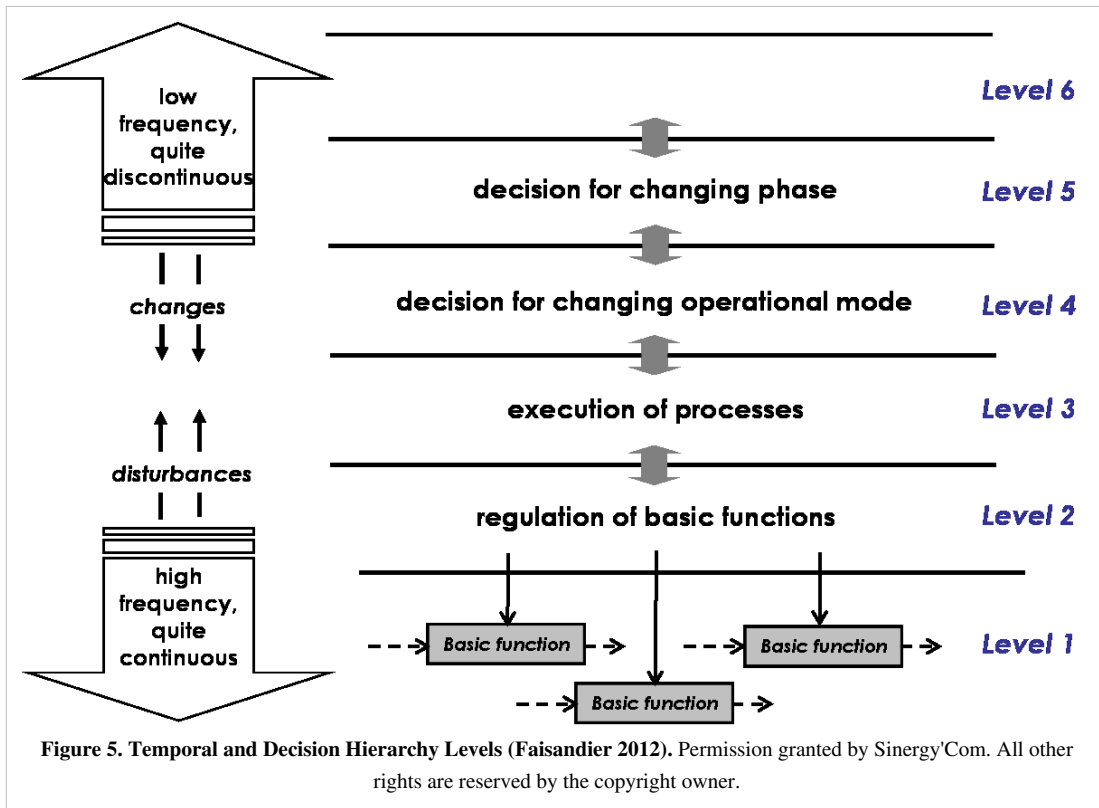 low
frequency,
quite
discontinuous
changes
disturbances
high
frequency,
quite
continuous
Level 6
decision for changing phase
Level 5
decision for changing operational mode
Level 4
execution of processes
Level 3
regulation of basic functions
Level 2
Basic function
Basic function
Level 1
Basic function
Figure 5. Temporal and Decision Hierarchy Levels (Faisandier 2012). Permission granted by Sinergy'Com. All other
rights are reserved by the copyright owner.